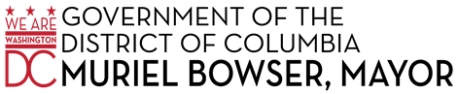 WE ARE
WASHINGTON
DC
GOVERNMENT OF THE
DISTRICT OF COLUMBIA
MURIEL BOWSER, MAYOR